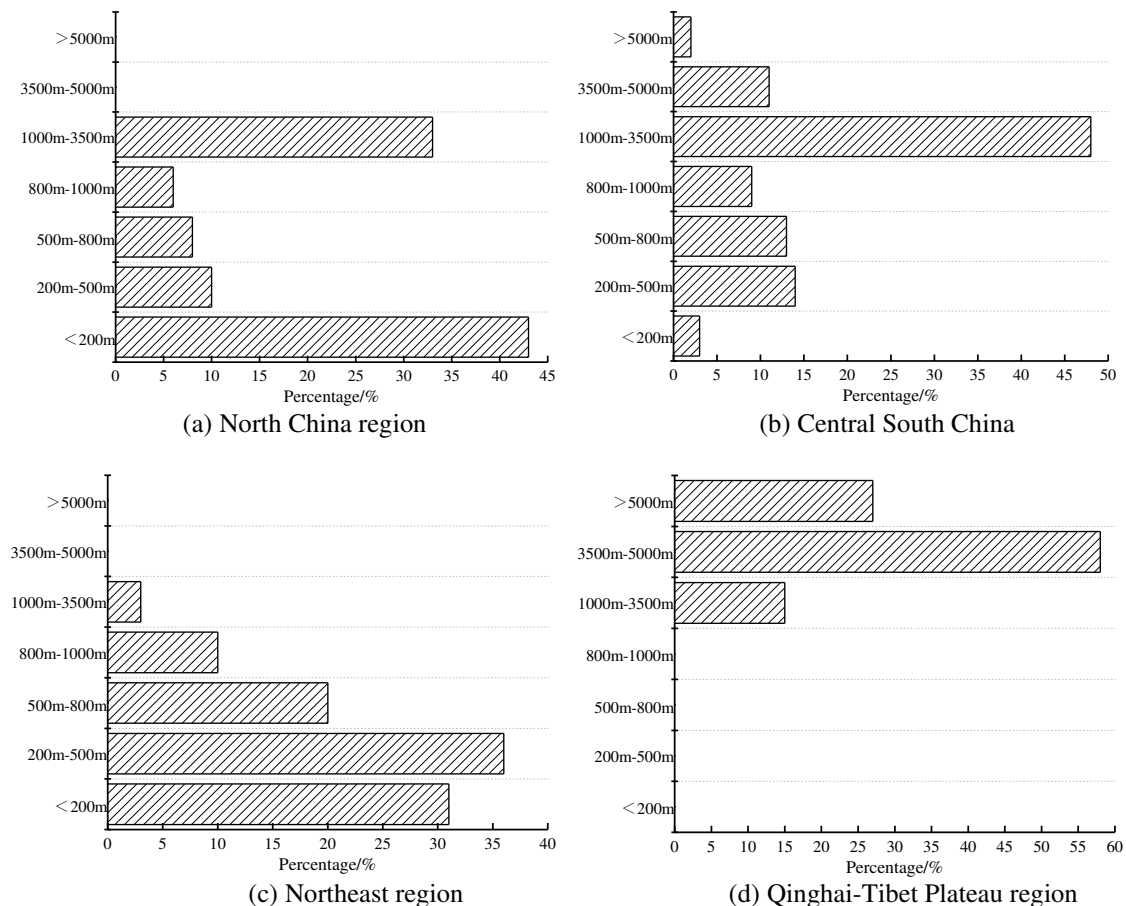 ＞5000m
3500m-5000m
1000m-3500m
800m-1000m
500m-800m
200m-500m
＜200m
0 5 10 15 20 25 30 35 40 45
Percentage/%
(a) North China region
＞5000m
3500m-5000m
1000m-3500m
800m-1000m
500m-800m
200m-500m
＜200m
0 10 20 30 40 50
Percentage/%
(b) Central South China
＞5000m
3500m-5000m
1000m-3500m
800m-1000m
500m-800m
200m-500m
＜200m
0 5 10 15 20 25 30 35 40
Percentage/%
(c) Northeast region
＞5000m
3500m-5000m
1000m-3500m
800m-1000m
500m-800m
200m-500m
＜200m
0 5 10 15 20 25 30 35 40 45 50 55 60
Percentage/%
(d) Qinghai-Tibet Plateau region